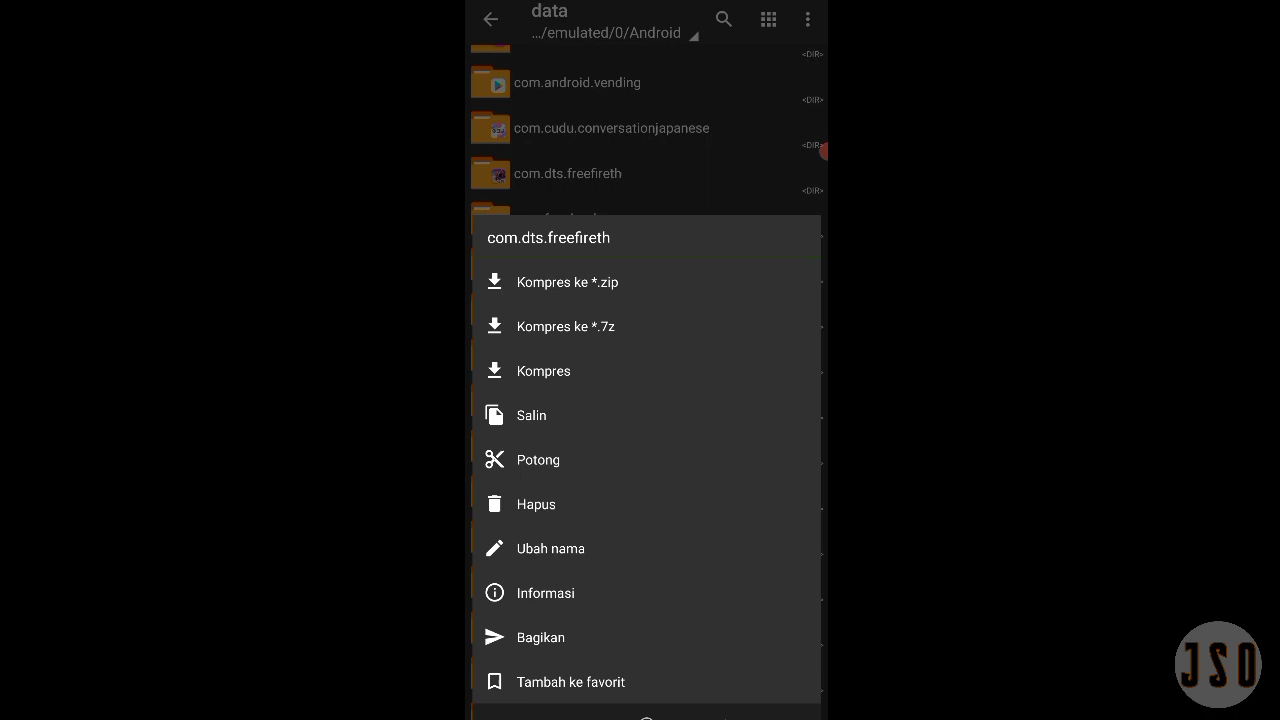 data
.../emulated/0/Android
<DIR>
com.android.vending
<DIR>
com.cudu.conversationjapanese
<DIR>
com.dts.freefireth
<DIR>
com.dts.freefireth
Kompres ke *.zip
Kompres ke *.7z
Kompres
Salin
Potong
Hapus
Ubah nama
Informasi
Bagikan
Tambah ke favorit
JSO